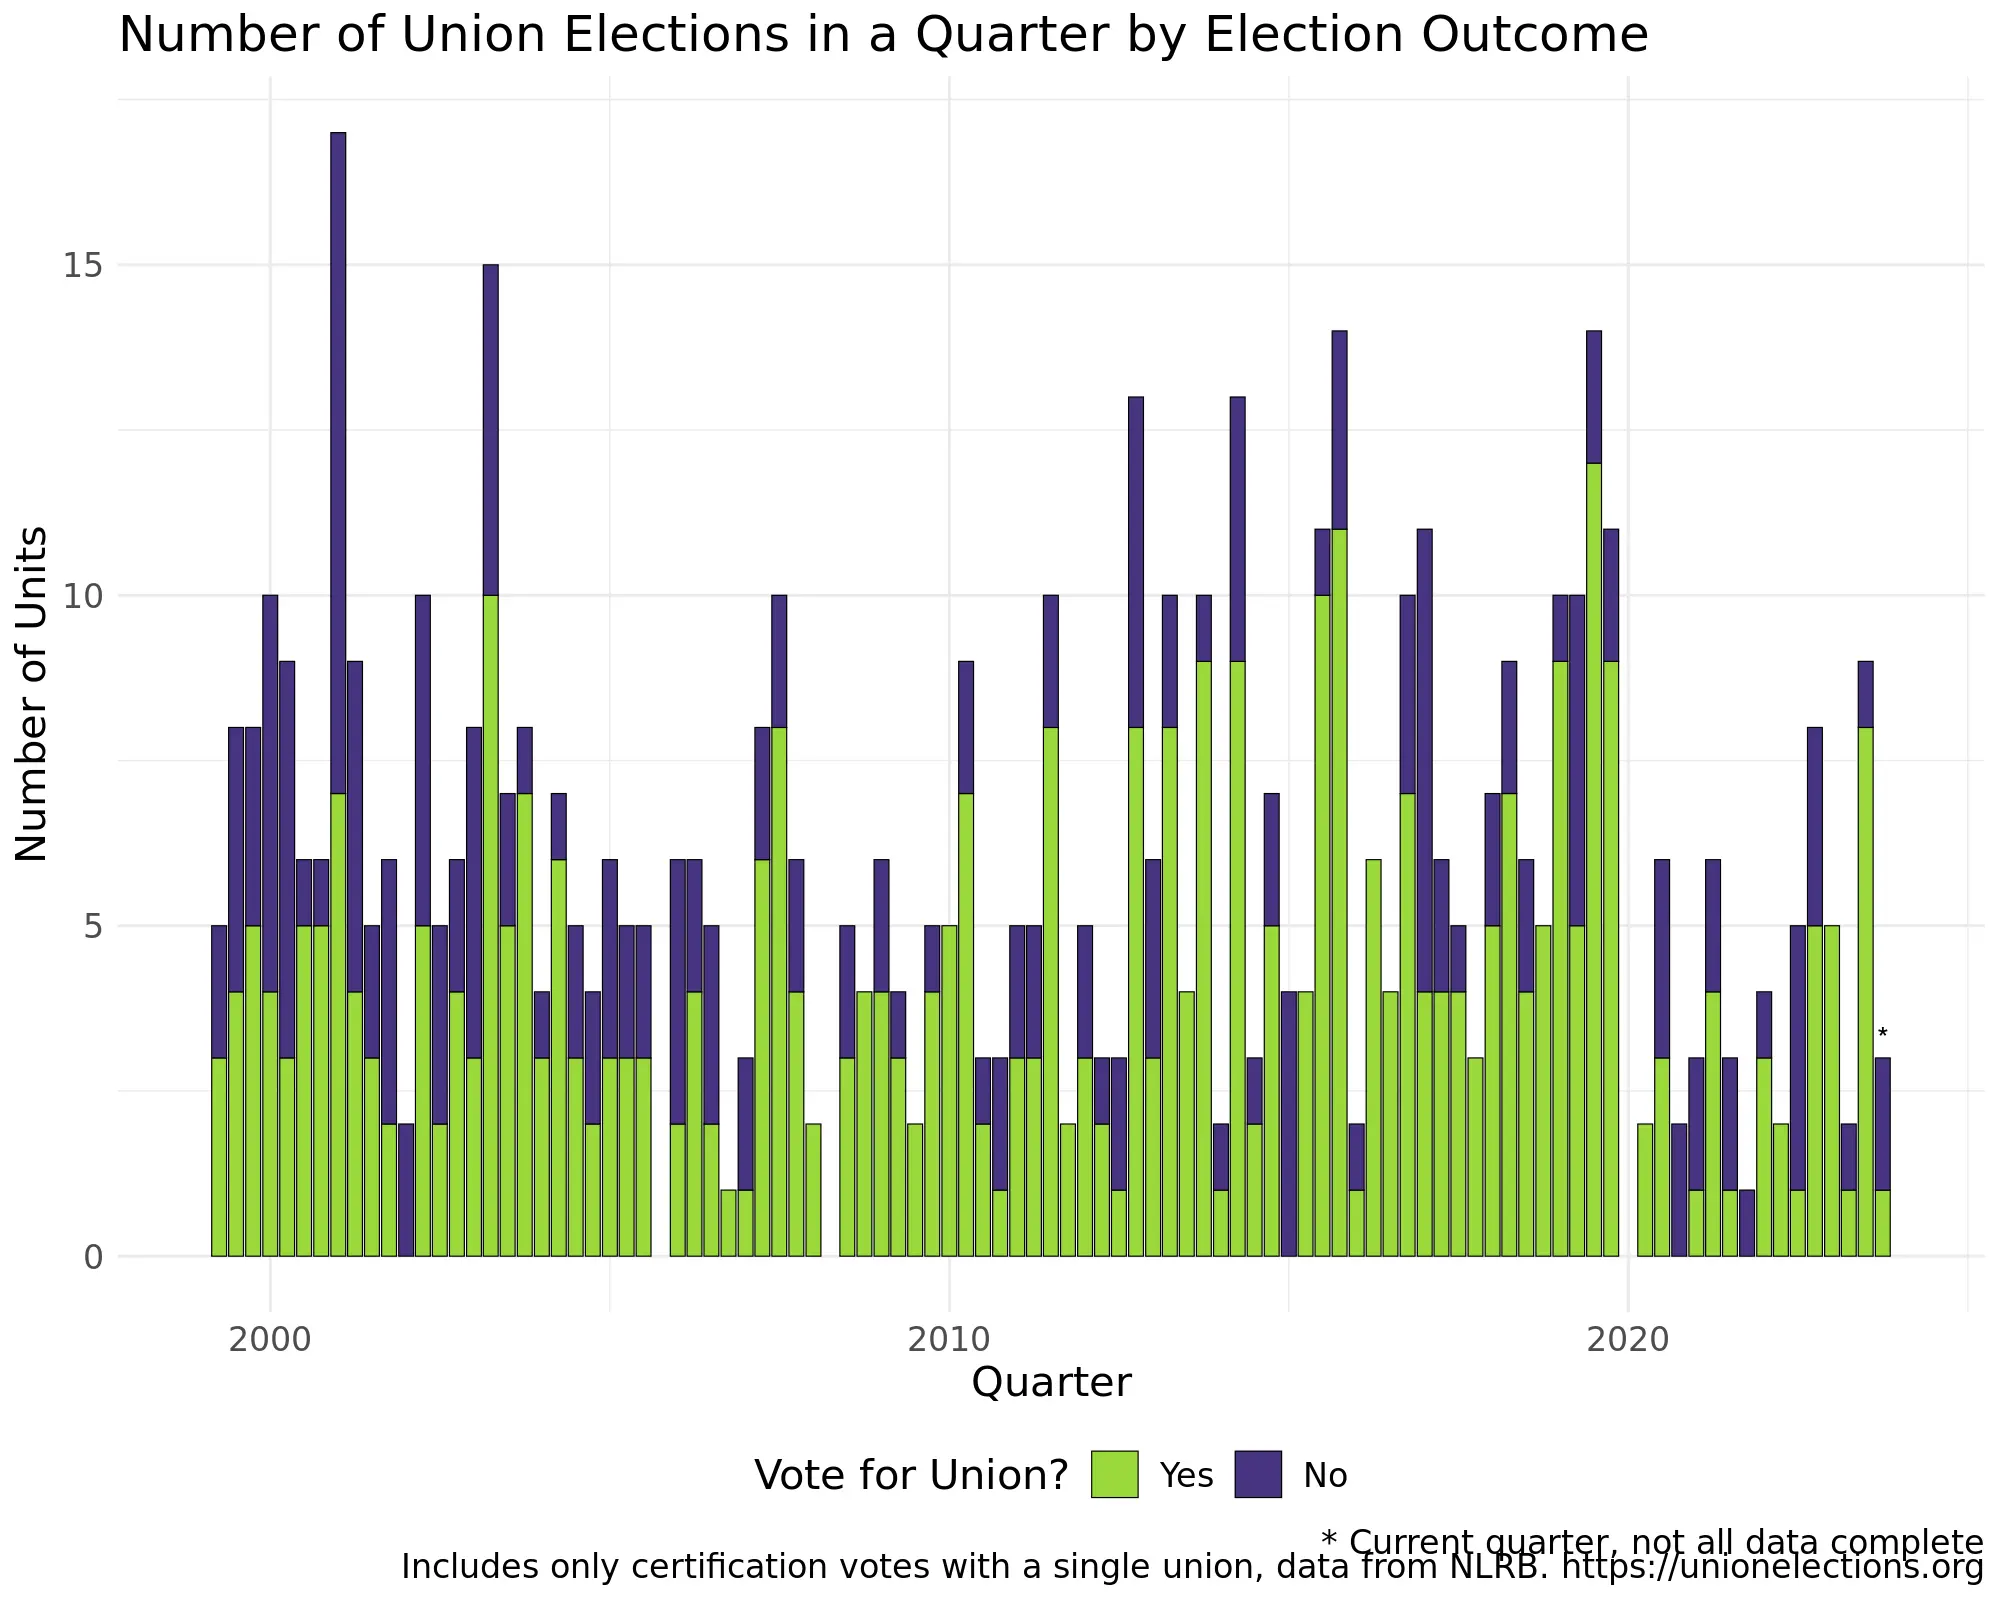 Number of Union Elections in a Quarter by Election Outcome
Number of Units
15
10
5
0
*
2000 2010 2020
Quarter
Vote for Union? Yes No
* Current quarter, not all data complete
Includes only certification votes with a single union, data from NLRB. https://unionelections.org